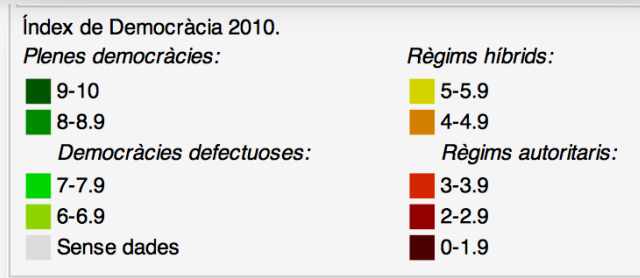 Índex de Democràcia 2010.
Plenes democràcies:
9-10
8-8.9
Democràcies defectuoses:
7-7.9
6-6.9
Sense dades
Règims híbrids:
5-5.9
4-4.9
Règims autoritaris:
3-3.9
2-2.9
0-1.9